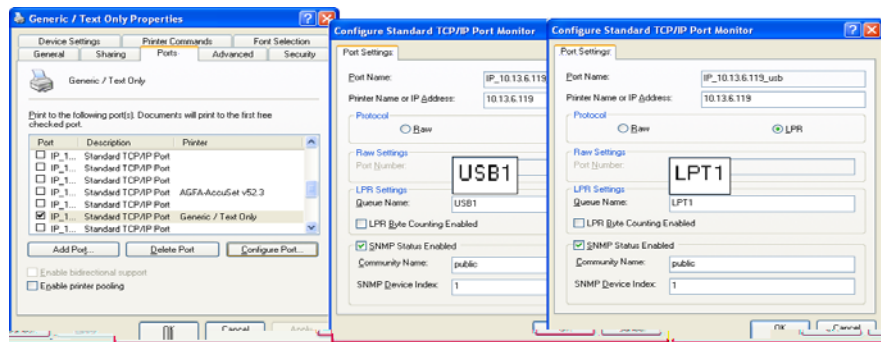 Generic / Text Only Properties
Device Settings
Printer Commands
Font Selection
General
Sharing
Ports
Advanced
Security
Generic / Text Only
Print to the following port(s). Documents will print to the first free
checked port.
Port
Description
Printer
IP_1... Standard TCP/IP Port
IP_1... Standard TCP/IP Port
IP_1... Standard TCP/IP Port
IP_1... Standard TCP/IP Port AGFA-AccuSet v52.3
IP_1... Standard TCP/IP Port
IP_1... Standard TCP/IP Port Generic / Text Only
IP_1... Standard TCP/IP Port
Add Port...
Delete Port
Configure Port...
Enable bidirectional support
Enable printer pooling
OK
Cancel
Apply
Configure Standard TCP/IP Port Monitor
Port Settings
Port Name:
IP_10.13.6.119
Printer Name or IP Address:
10.13.6.119
Protocol
Raw
Raw Settings
Port Number:
USB1
LPR Settings
Queue Name:
USB1
LPR Byte Counting Enabled
SNMP Status Enabled
Community Name:
public
SNMP Device Index:
1
Configure Standard TCP/IP Port Monitor
Port Settings
Port Name:
IP_10.13.6.119_usb
Printer Name or IP Address:
10.13.6.119
Protocol
Raw
LPR
Raw Settings
Port Number:
LPT1
LPR Settings
Queue Name:
LPT1
LPR Byte Counting Enabled
SNMP Status Enabled
Community Name:
public
SNMP Device Index:
1
OK
Cancel